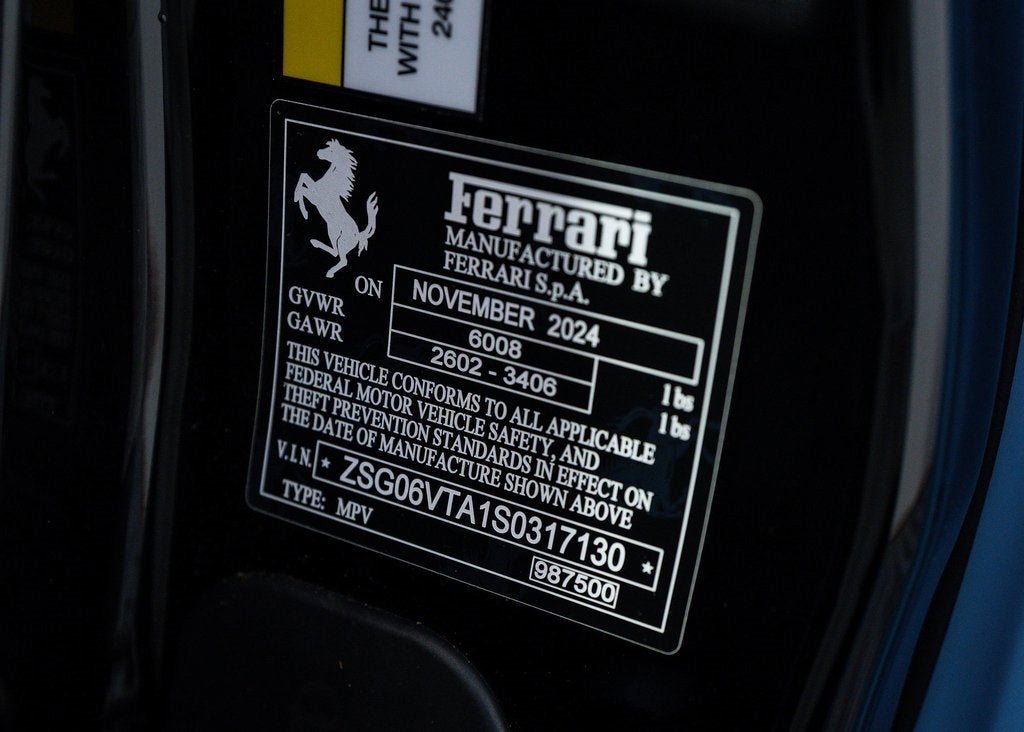 THE
WITH
240
Ferrari
MANUFACTURED BY
FERRARI S.p.A.
ON NOVEMBER 2024
GVWR 6008 lbs
GAWR 2602 - 3406 lbs
THIS VEHICLE CONFORMS TO ALL APPLICABLE
FEDERAL MOTOR VEHICLE SAFETY, AND
THEFT PREVENTION STANDARDS IN EFFECT ON
THE DATE OF MANUFACTURE SHOWN ABOVE
V.I.N. * ZSG06VTA1S0317130 *
TYPE: MPV
987500